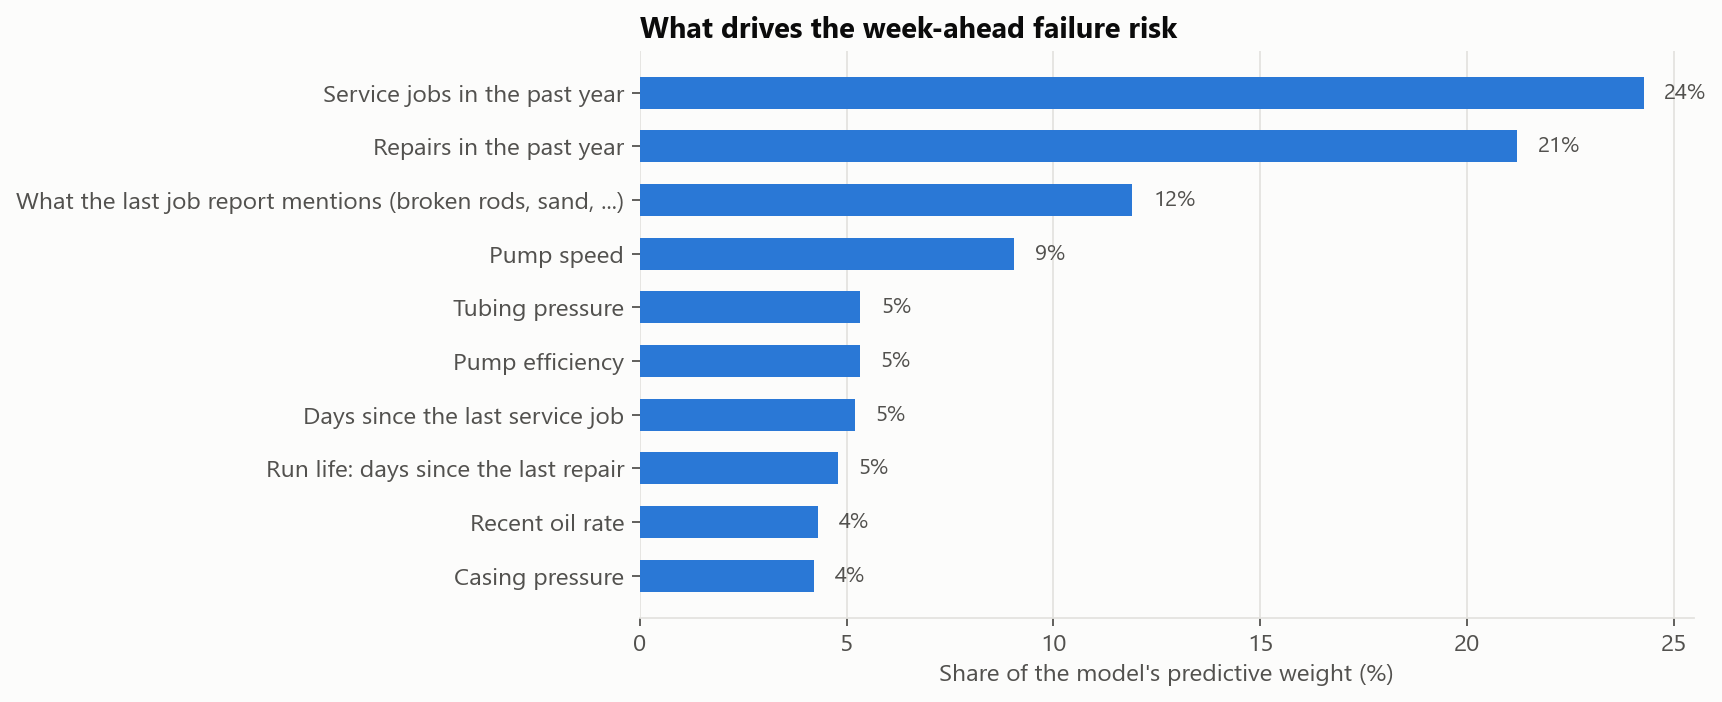 What drives the week-ahead failure risk
Service jobs in the past year 24%
Repairs in the past year 21%
What the last job report mentions (broken rods, sand, ...) 12%
Pump speed 9%
Tubing pressure 5%
Pump efficiency 5%
Days since the last service job 5%
Run life: days since the last repair 5%
Recent oil rate 4%
Casing pressure 4%
0 5 10 15 20 25
Share of the model's predictive weight (%)